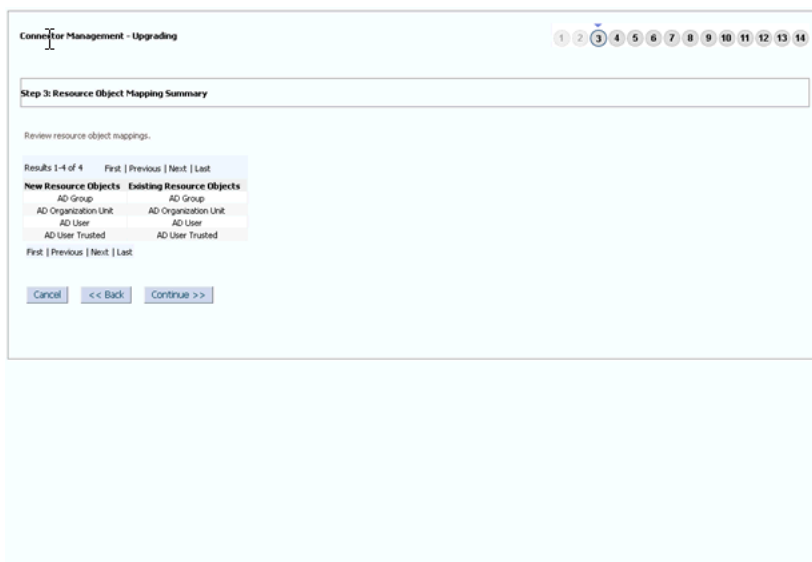 Connector Management - Upgrading
1 2 3 4 5 6 7 8 9 10 11 12 13 14
Step 3: Resource Object Mapping Summary
Review resource object mappings.
Results 1-4 of 4 First | Previous | Next | Last
New Resource Objects Existing Resource Objects
AD Group AD Group
AD Organization Unit AD Organization Unit
AD User AD User
AD User Trusted AD User Trusted
First | Previous | Next | Last
Cancel << Back Continue >>